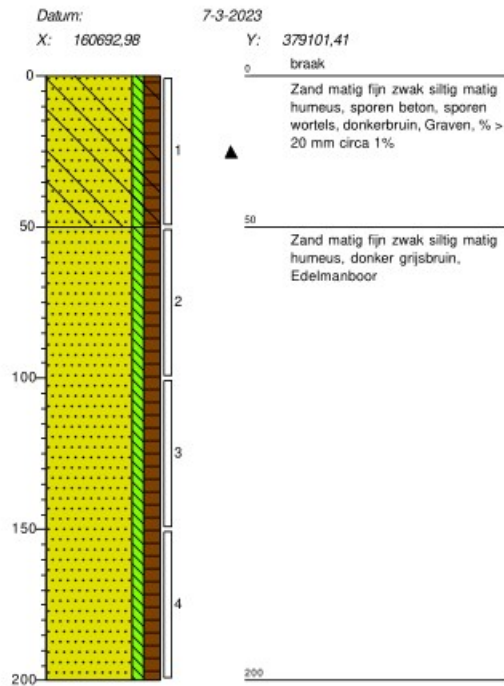 Datum: 7-3-2023
X: 160692,98 Y: 379101,41
0 0 braak
Zand matig fijn zwak siltig matig
humeus, sporen beton, sporen
wortels, donkerbruin, Graven, % >
20 mm circa 1%
1
50 50
Zand matig fijn zwak siltig matig
humeus, donker grijsbruin,
Edelmanboor
2
100
3
150
4
200 200